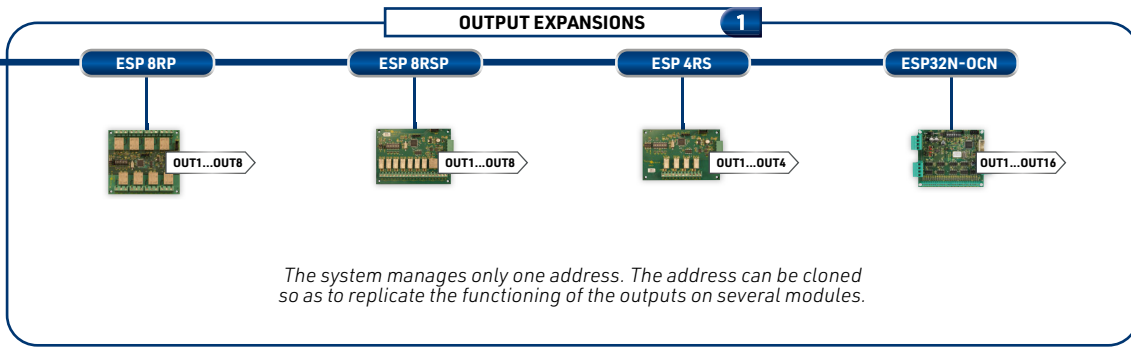 OUTPUT EXPANSIONS 1
ESP 8RP ESP 8RSP ESP 4RS ESP32N-OCN
OUT1...OUT8 OUT1...OUT8 OUT1...OUT4 OUT1...OUT16
The system manages only one address. The address can be cloned
so as to replicate the functioning of the outputs on several modules.